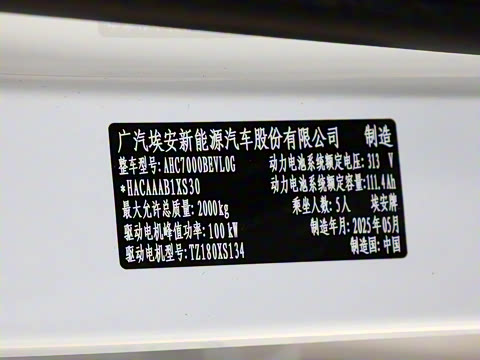 广汽埃安新能源汽车股份有限公司 制造
整车型号: AHC7000BEVL0G 动力电池系统额定电压: 313 V
*HACAAAB1XS30 动力电池系统额定容量: 111.4Ah
最大允许总质量: 2000kg 乘坐人数: 5人 埃安牌
驱动电机峰值功率: 100 kW 制造年月: 2025年05月
驱动电机型号: TZ180XS134 制造国: 中国